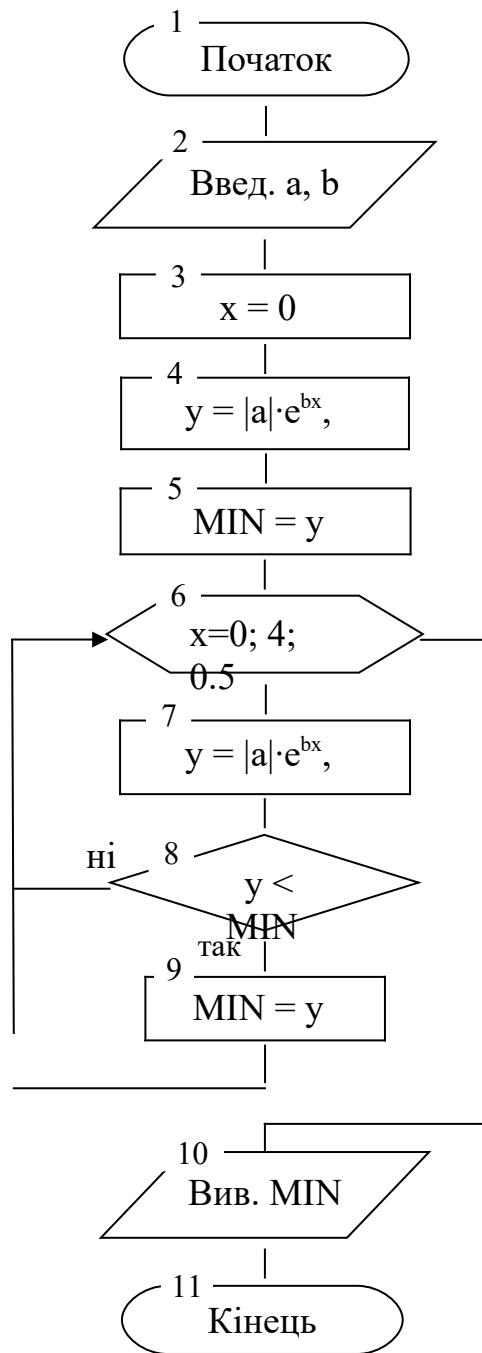 1
Початок
2
Введ. a, b
3
x = 0
4
y = |a|·e^bx,
5
MIN = y
6
x=0; 4;
0.5
7
y = |a|·e^bx,
ні
8
y <
MIN
так
9
MIN = y
10
Вив. MIN
11
Кінець